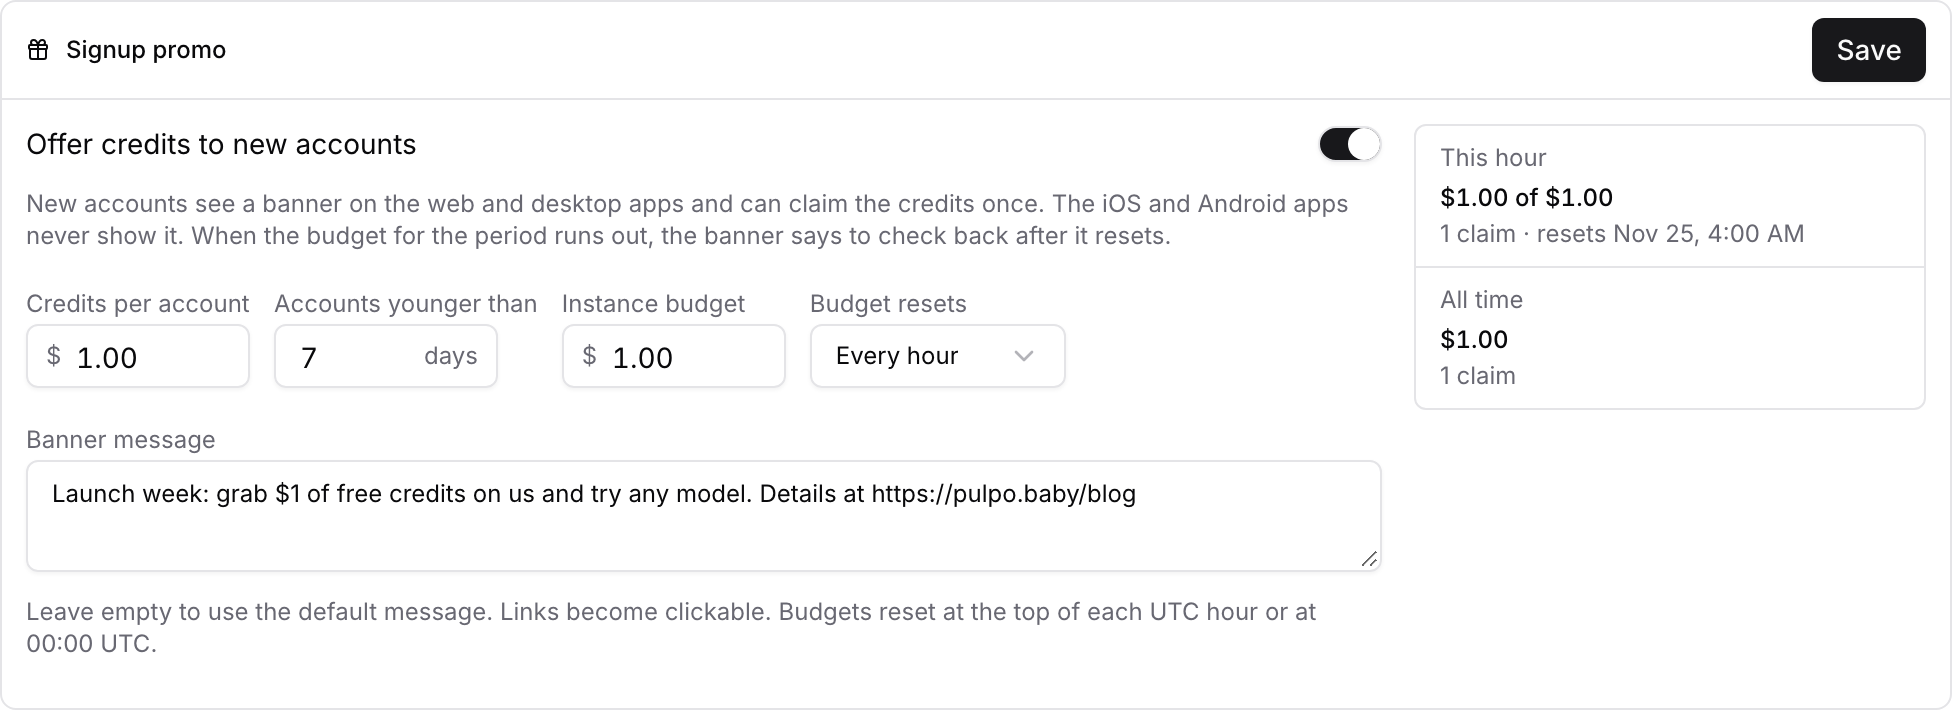 Signup promo
Save
Offer credits to new accounts
New accounts see a banner on the web and desktop apps and can claim the credits once. The iOS and Android apps
never show it. When the budget for the period runs out, the banner says to check back after it resets.
Credits per account
$ 1.00
Accounts younger than
7 days
Instance budget
$ 1.00
Budget resets
Every hour
Banner message
Launch week: grab $1 of free credits on us and try any model. Details at https://pulpo.baby/blog
Leave empty to use the default message. Links become clickable. Budgets reset at the top of each UTC hour or at
00:00 UTC.
This hour
$1.00 of $1.00
1 claim · resets Nov 25, 4:00 AM
All time
$1.00
1 claim